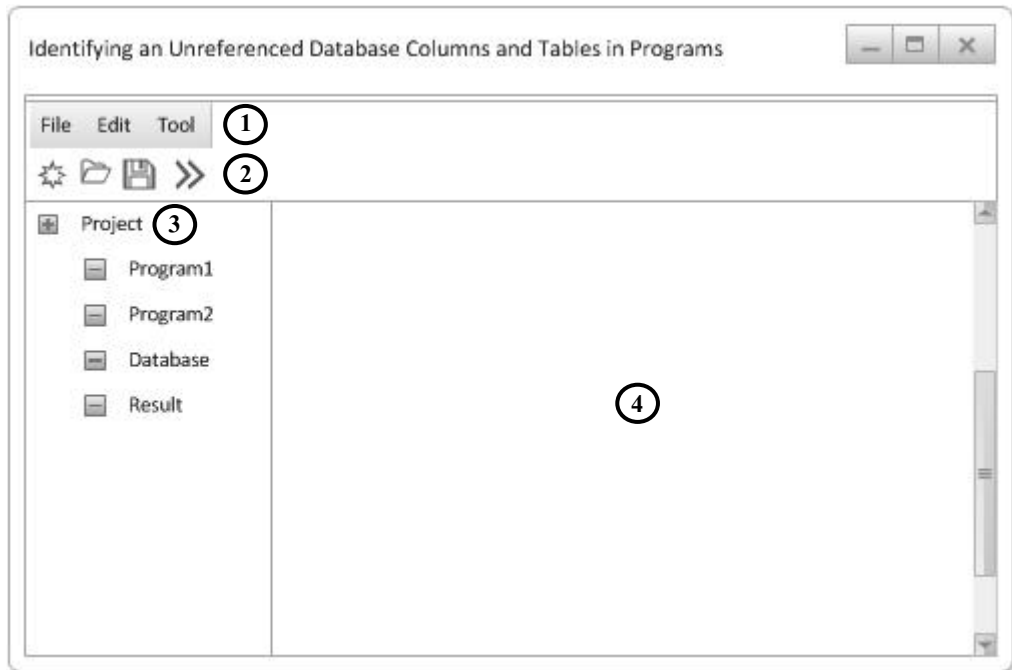 Identifying an Unreferenced Database Columns and Tables in Programs
File Edit Tool 1
2
Project 3
Program1
Program2
Database
Result
4